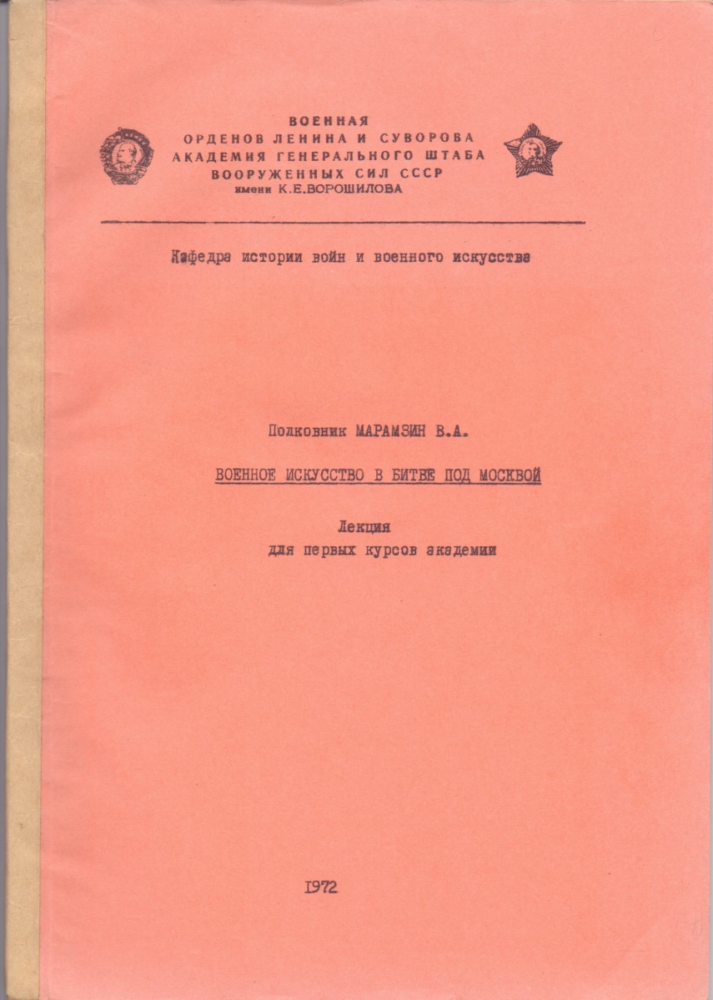 ВОЕННАЯ
ОРДЕНОВ ЛЕНИНА И СУВОРОВА
АКАДЕМИЯ ГЕНЕРАЛЬНОГО ШТАБА
ВООРУЖЕННЫХ СИЛ СССР
имени К.Е.ВОРОШИЛОВА
Кафедра истории войн и военного искусства
Полковник МАРАМЗИН В.А.
ВОЕННОЕ ИСКУССТВО В БИТВЕ ПОД МОСКВОЙ
Лекция
для первых курсов академии
1972